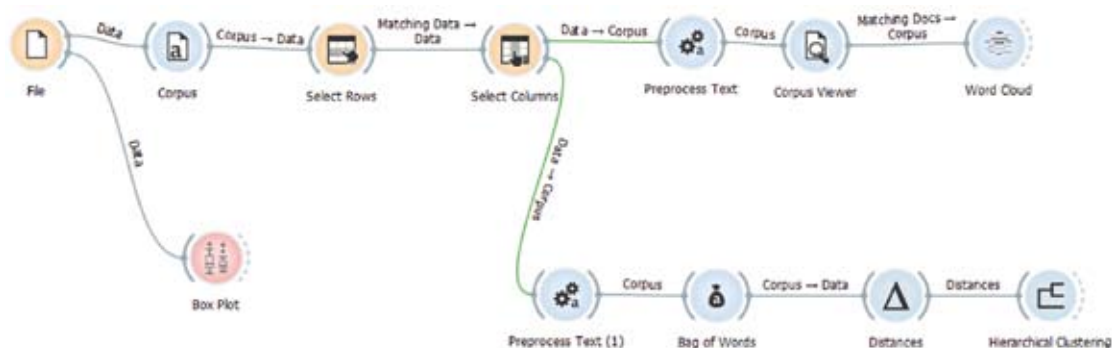 Data
Corpus → Data
Matching Data →
Data
Data → Corpus
Corpus
Matching Docs →
Corpus
File
Corpus
Select Rows
Select Columns
Preprocess Text
Corpus Viewer
Word Cloud
Data
Data → Corpus
Box Plot
Corpus
Corpus → Data
Distances
Preprocess Text (1)
Bag of Words
Distances
Hierarchical Clustering